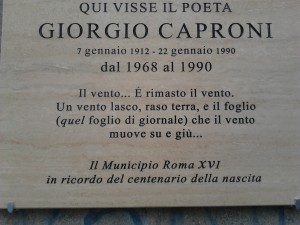 QUI VISSE IL POETA
GIORGIO CAPRONI
7 gennaio 1912 - 22 gennaio 1990
dal 1968 al 1990
Il vento... È rimasto il vento.
Un vento lasco, raso terra, e il foglio
(quel foglio di giornale) che il vento
muove su e giù...
Il Municipio Roma XVI
in ricordo del centenario della nascita